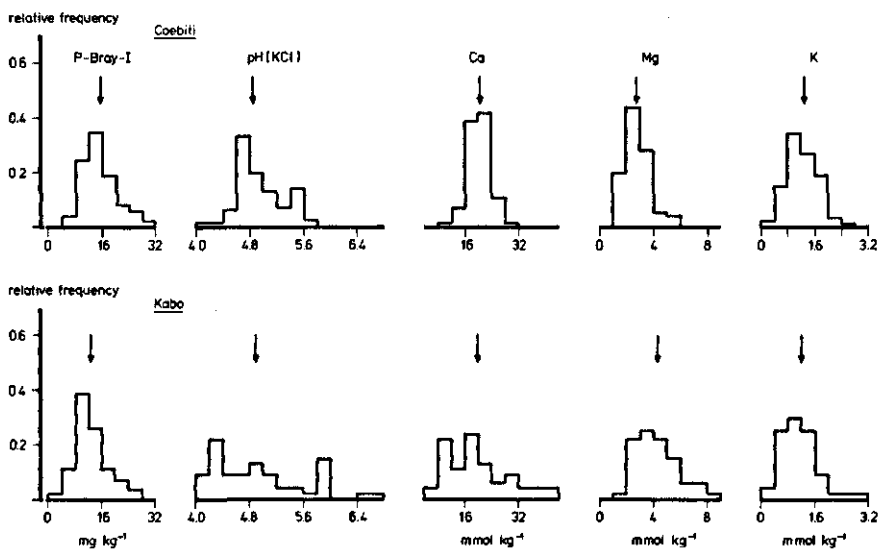 relative frequency
Coebiti
P-Bray-I pH(KCl) Ca Mg K
0.6
0.4
0.2
0 16 32 4.0 4.8 5.6 6.4 16 32 0 4 8 0 1.6 3.2
relative frequency
Kabo
0.6
0.4
0.2
0 16 32 4.0 4.8 5.6 6.4 16 32 0 4 8 0 1.6 3.2
mg kg⁻¹ mmol kg⁻¹ mmol kg⁻¹ mmol kg⁻¹